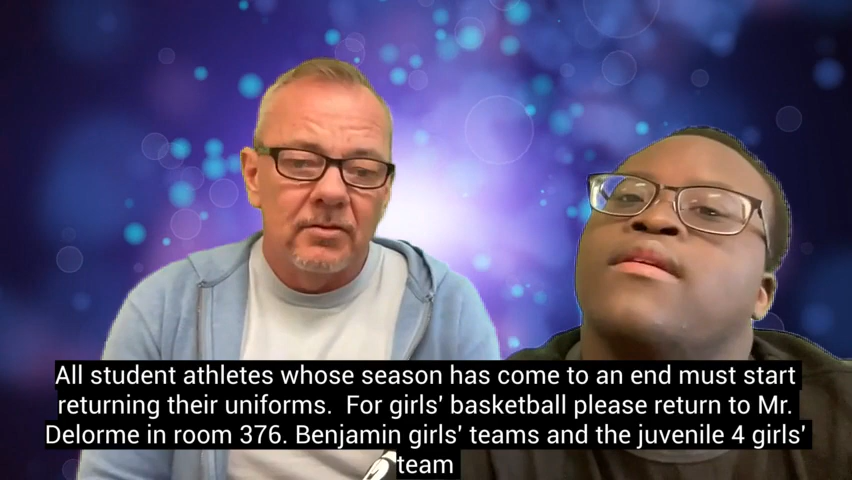 All student athletes whose season has come to an end must start
returning their uniforms.  For girls' basketball please return to Mr.
Delorme in room 376. Benjamin girls' teams and the juvenile 4 girls'
team